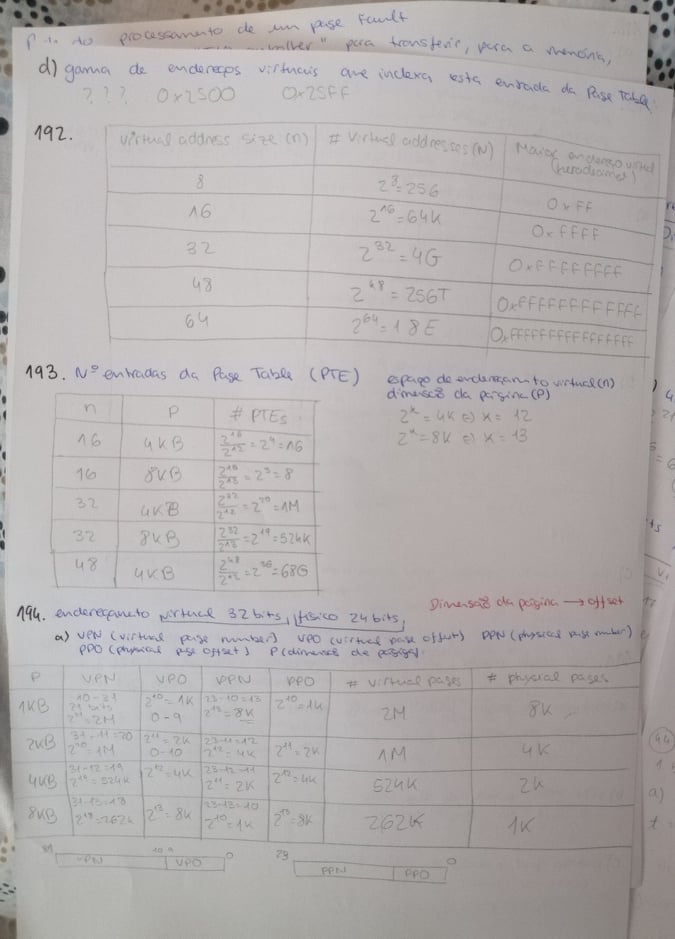 processamento de um page fault
para transferir, para a memória,
d) gama de endereços virtuais que indexa esta entrada da Page Table.
? ? ? 0x2500 0x25FF
192.
virtual address size (n) # virtual addresses (N) Maior endereço virtual (hexadecimal)
8 2^8=256 0xff
16 2^16=64K 0xffff
32 2^32=4G 0xffffffff
48 2^48=256T 0xffffffffffff
64 2^64=18E 0xffffffffffffffff
193. Nº entradas da Page Table (PTE)
espaço de endereçamento virtual (n)
dimensão da página (P)
2^x = 4K ⇔ x = 12
2^x = 8K ⇔ x = 13
n P # PTEs
16 4KB 2^16/2^12 = 2^4 = 16
16 8KB 2^16/2^13 = 2^3 = 8
32 4KB 2^32/2^12 = 2^20 = 1M
32 8KB 2^32/2^13 = 2^19 = 524K
48 4KB 2^48/2^12 = 2^36 = 68G
Dimensão da página → offset
194. endereçamento virtual 32 bits, físico 24 bits,
a) VPN (virtual page number) VPO (virtual page offset) PPN (physical page number)
PPO (physical page offset) P (dimensão da página)
P VPN VPO PPN PPO # virtual pages # physical pages
1KB 10-31 21 bits 2^21=2M 2^10=1K 0-9 23-10=13 2^13=8K 2^10=1K 2M 8K
2KB 31-11=20 2^20=1M 2^11=2K 0-10 23-11=12 2^12=4K 2^11=2K 1M 4K
4KB 31-12=19 2^19=524K 2^12=4K 23-12=11 2^11=2K 2^12=4K 524K 2K
8KB 31-13=18 2^18=262K 2^13=8K 23-13=10 2^10=1K 2^13=8K 262K 1K
31 10 9 0 23 0
VPN VPO PPN PPO